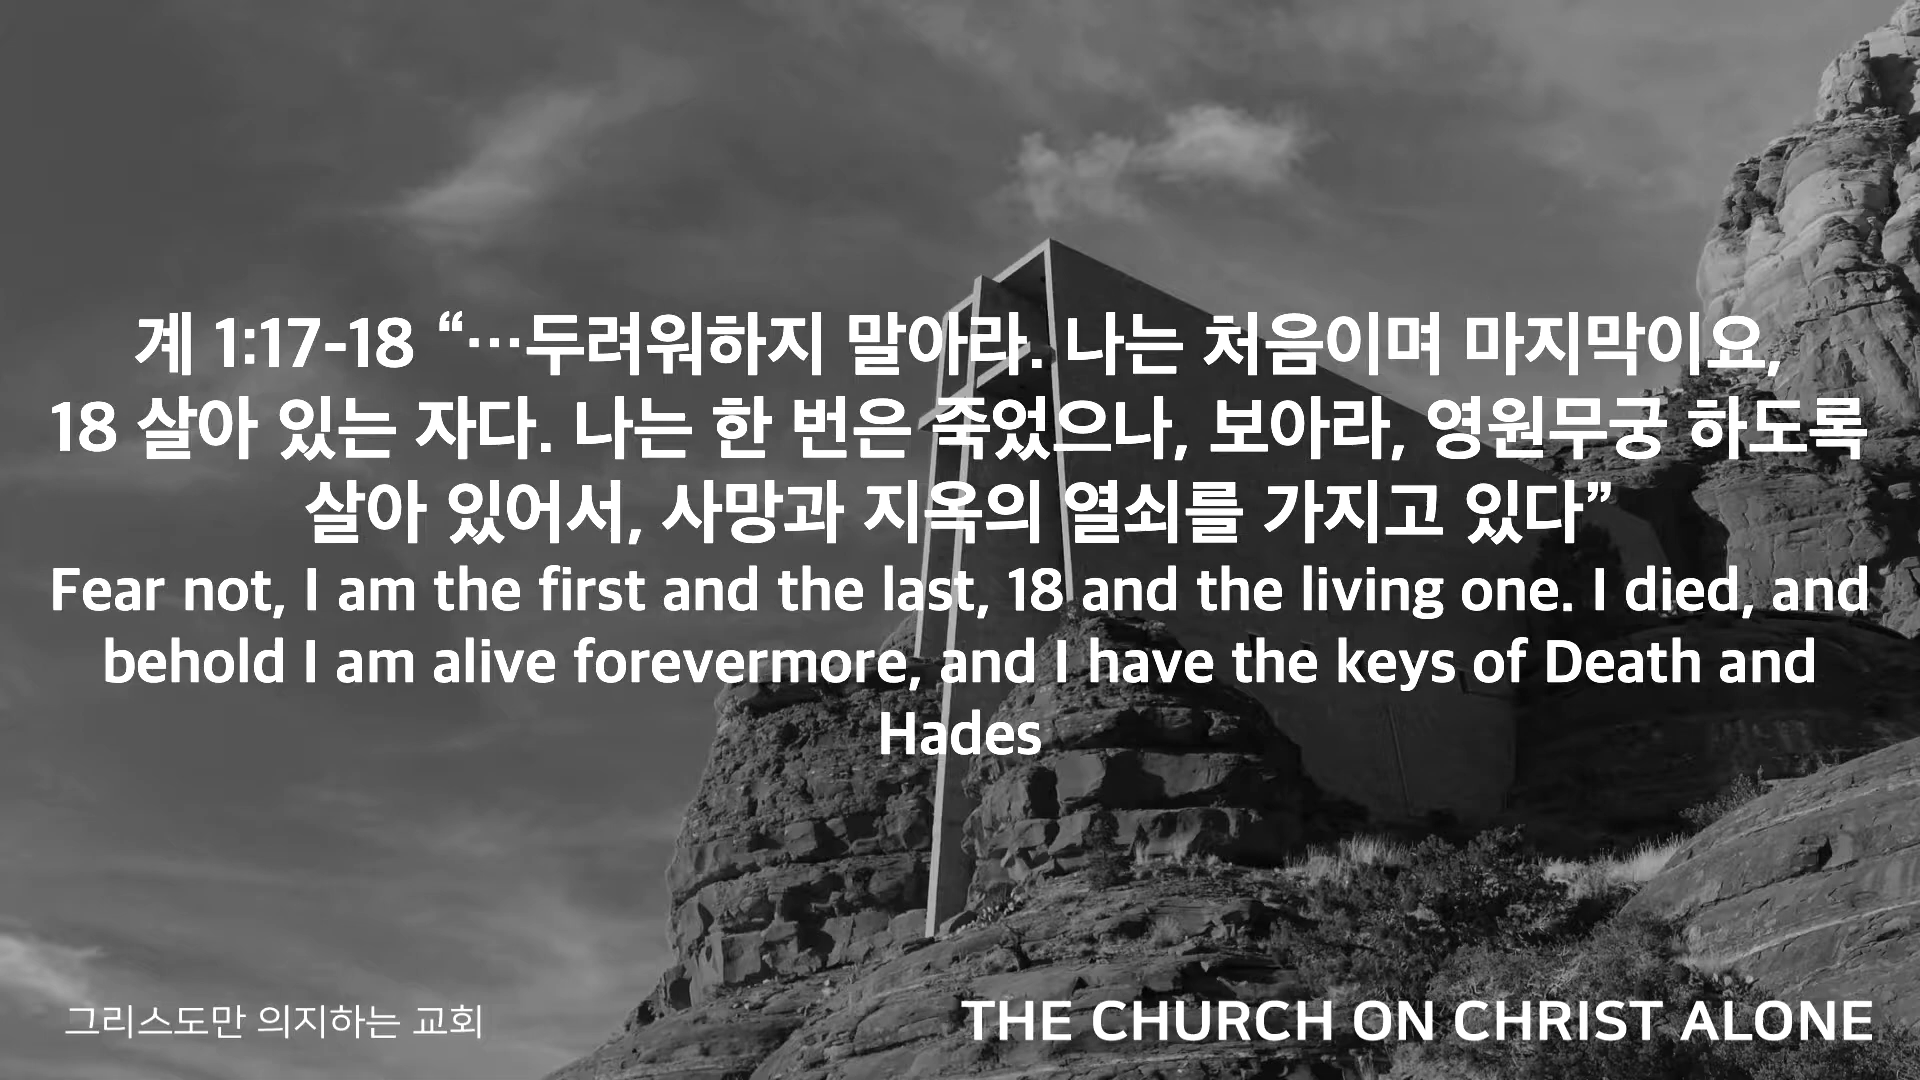 계 1:17-18 “…두려워하지 말아라. 나는 처음이며 마지막이요,
18 살아 있는 자다. 나는 한 번은 죽었으나, 보아라, 영원무궁 하도록
살아 있어서, 사망과 지옥의 열쇠를 가지고 있다”
Fear not, I am the first and the last, 18 and the living one. I died, and
behold I am alive forevermore, and I have the keys of Death and
Hades
그리스도만 의지하는 교회
THE CHURCH ON CHRIST ALONE